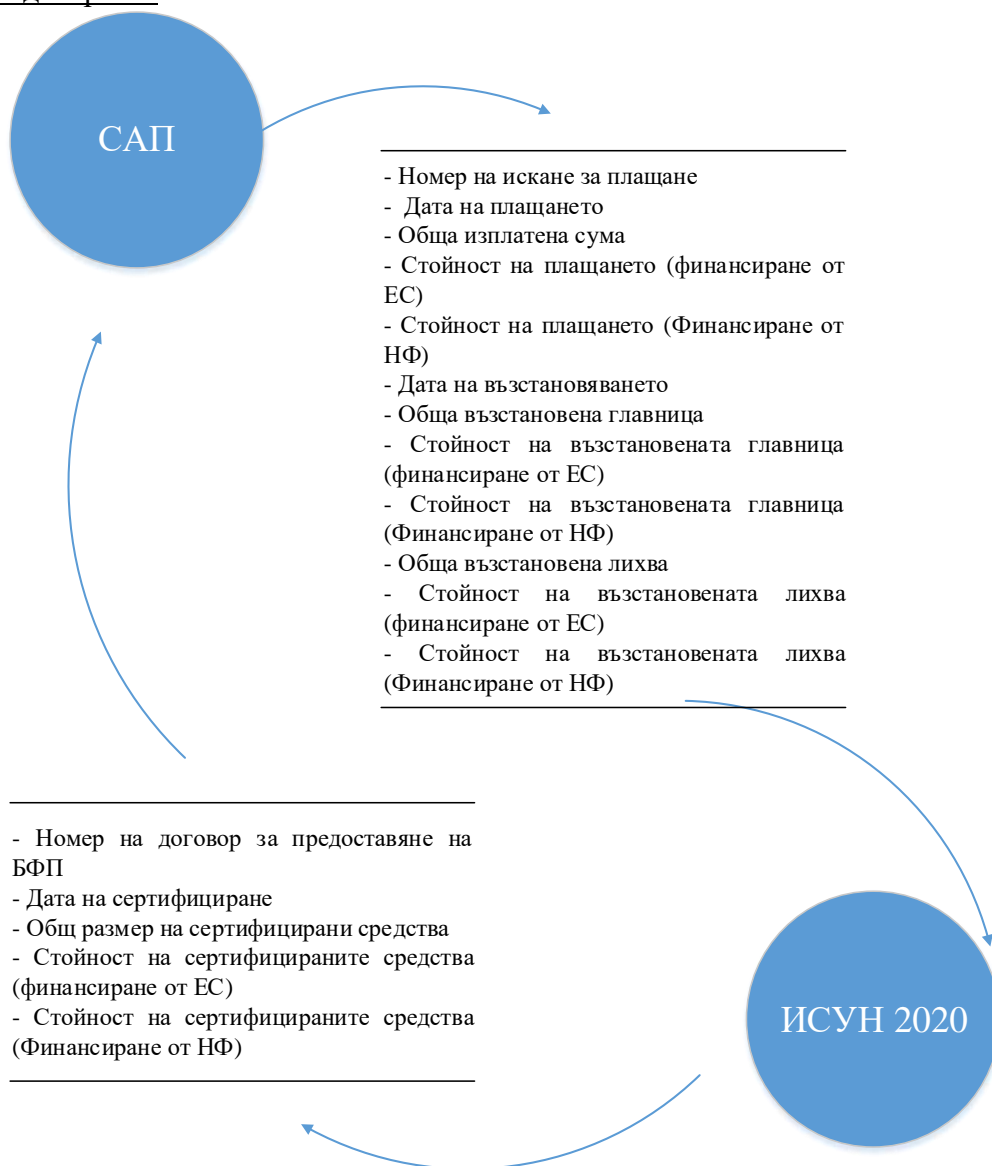 САП
- Номер на искане за плащане
- Дата на плащането
- Обща изплатена сума
- Стойност на плащането (финансиране от
ЕС)
- Стойност на плащането (Финансиране от
НФ)
- Дата на възстановяването
- Обща възстановена главница
- Стойност на възстановената главница
(финансиране от ЕС)
- Стойност на възстановената главница
(Финансиране от НФ)
- Обща възстановена лихва
- Стойност на възстановената лихва
(финансиране от ЕС)
- Стойност на възстановената лихва
(Финансиране от НФ)
- Номер на договор за предоставяне на
БФП
- Дата на сертифициране
- Общ размер на сертифицирани средства
- Стойност на сертифицираните средства
(финансиране от ЕС)
- Стойност на сертифицираните средства
(Финансиране от НФ)
ИСУН 2020